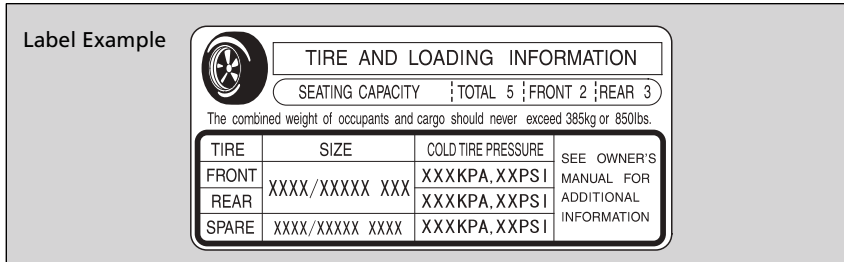 Label Example
TIRE AND LOADING INFORMATION
SEATING CAPACITY TOTAL 5 FRONT 2 REAR 3
The combined weight of occupants and cargo should never exceed 385kg or 850lbs.
TIRE SIZE COLD TIRE PRESSURE
SEE OWNER'S
MANUAL FOR
ADDITIONAL
INFORMATION
FRONT XXXX/XXXXX XXX XXXKPA,XXPSI
REAR XXXKPA,XXPSI
SPARE XXXX/XXXXX XXXX XXXKPA,XXPSI